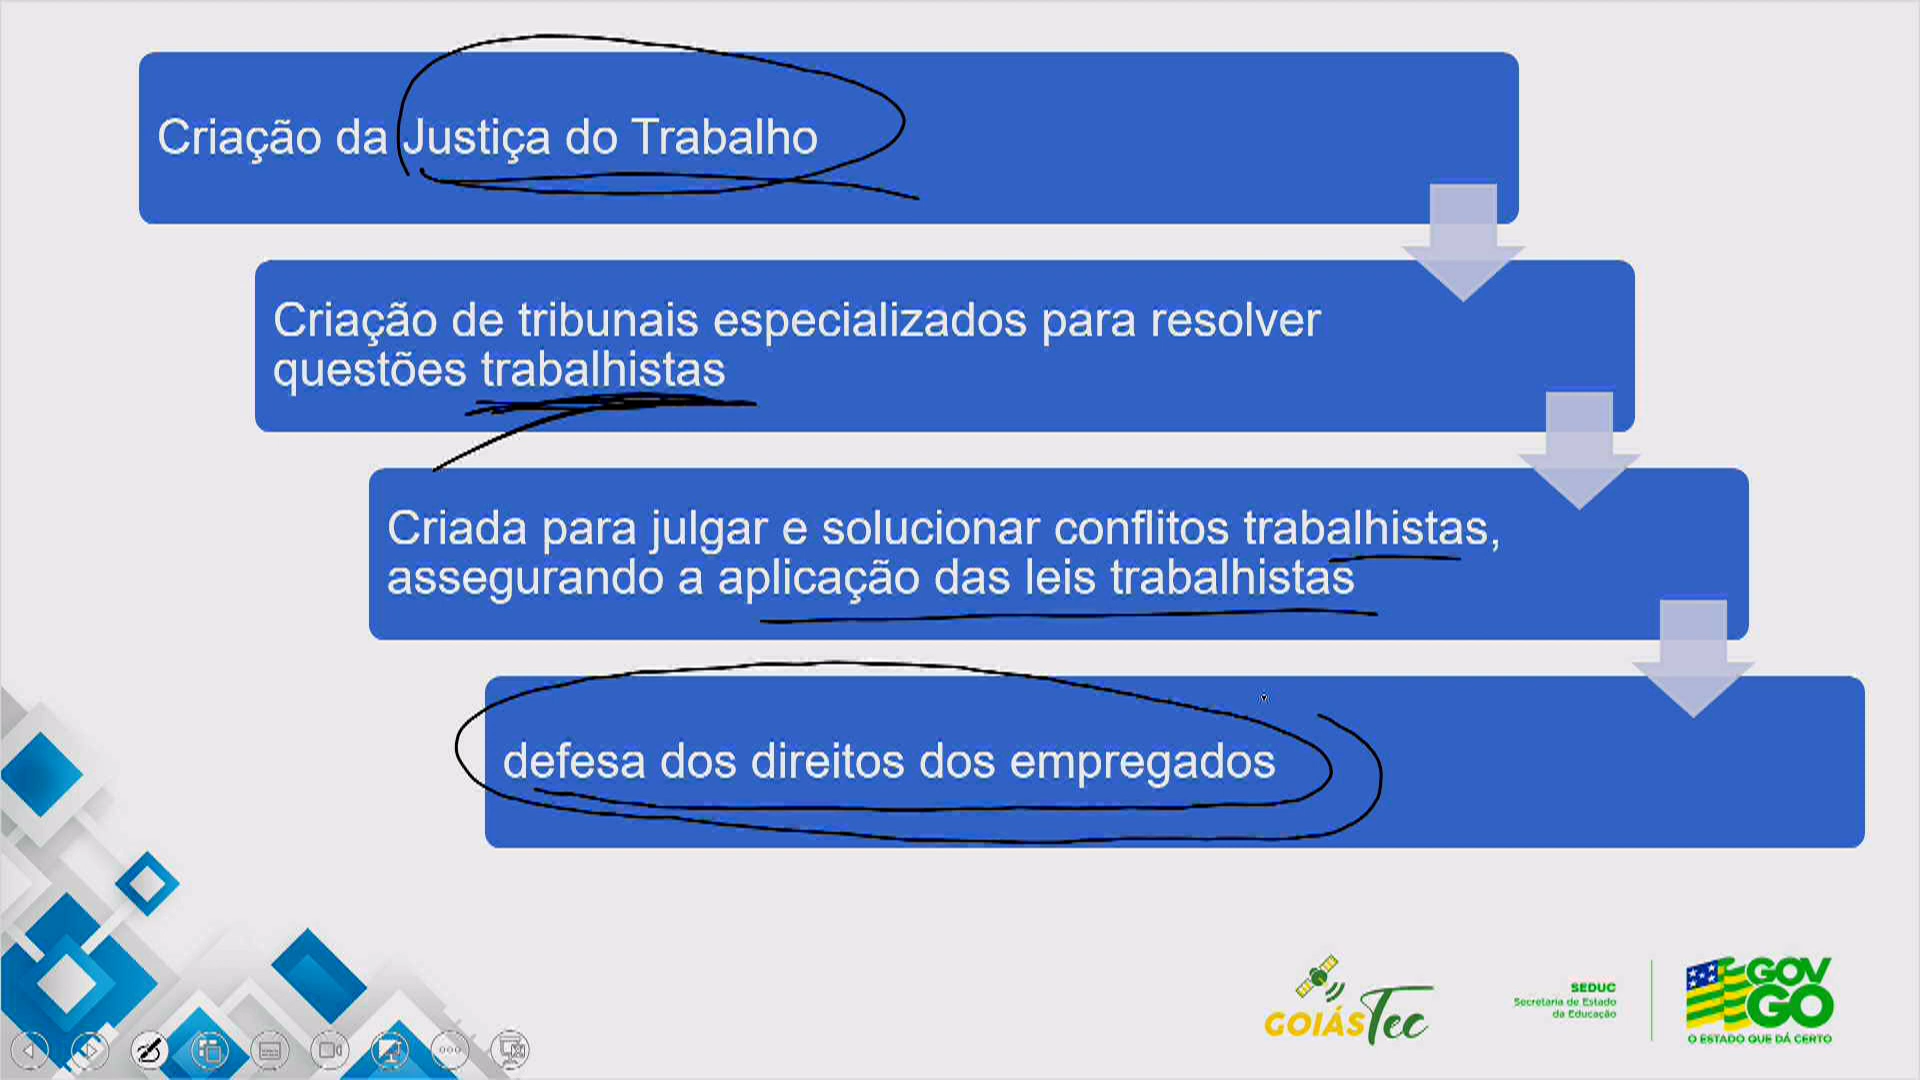 Criação da Justiça do Trabalho
Criação de tribunais especializados para resolver
questões trabalhistas
Criada para julgar e solucionar conflitos trabalhistas,
assegurando a aplicação das leis trabalhistas
defesa dos direitos dos empregados
GOIÁSTec
SEDUC
Secretaria de Estado
da Educação
GOV
GO
O ESTADO QUE DÁ CERTO